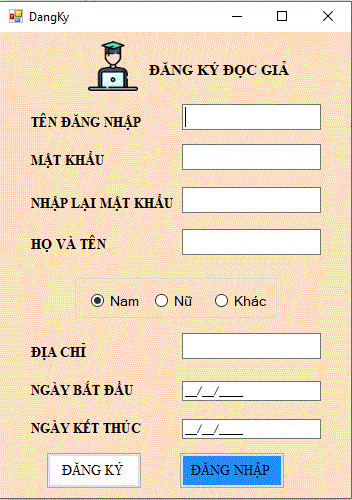 DangKy
ĐĂNG KÝ ĐỌC GIẢ
TÊN ĐĂNG NHẬP
MẬT KHẨU
NHẬP LẠI MẬT KHẨU
HỌ VÀ TÊN
Nam Nữ Khác
ĐỊA CHỈ
NGÀY BẮT ĐẦU __/__/____
NGÀY KẾT THÚC __/__/____
ĐĂNG KÝ ĐĂNG NHẬP